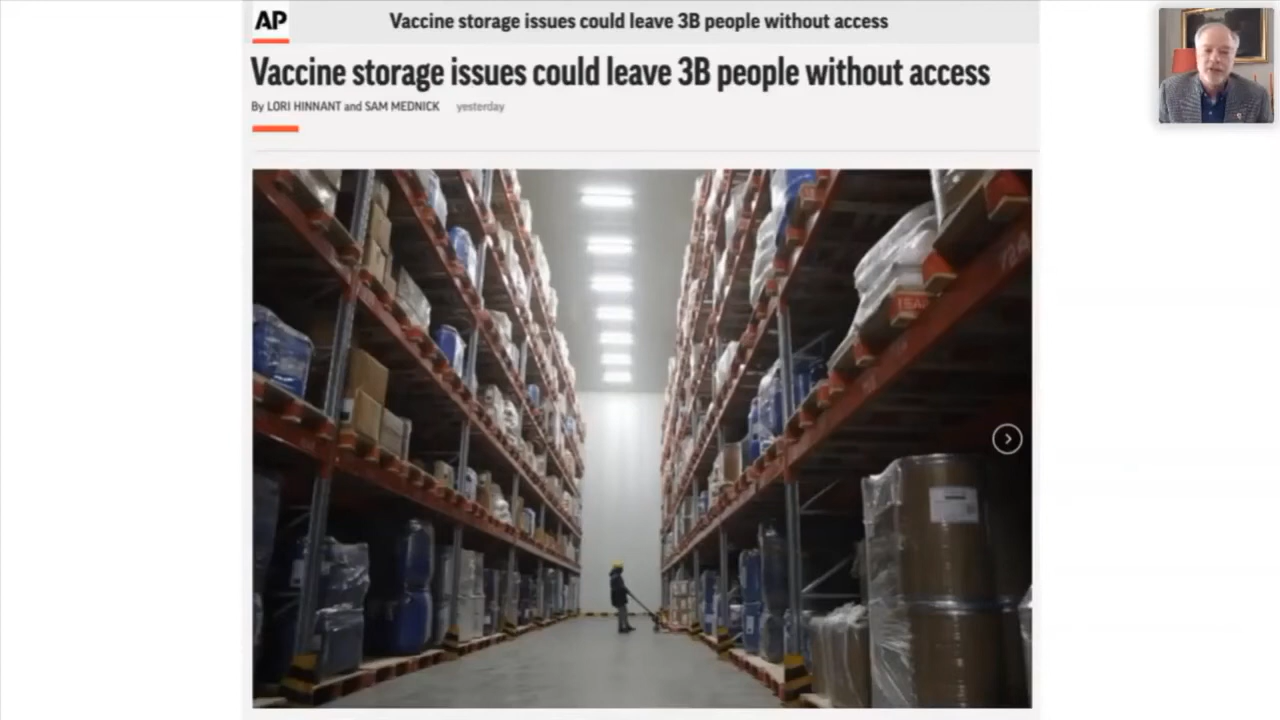 AP
Vaccine storage issues could leave 3B people without access
Vaccine storage issues could leave 3B people without access
By LORI HINNANT and SAM MEDNICK yesterday